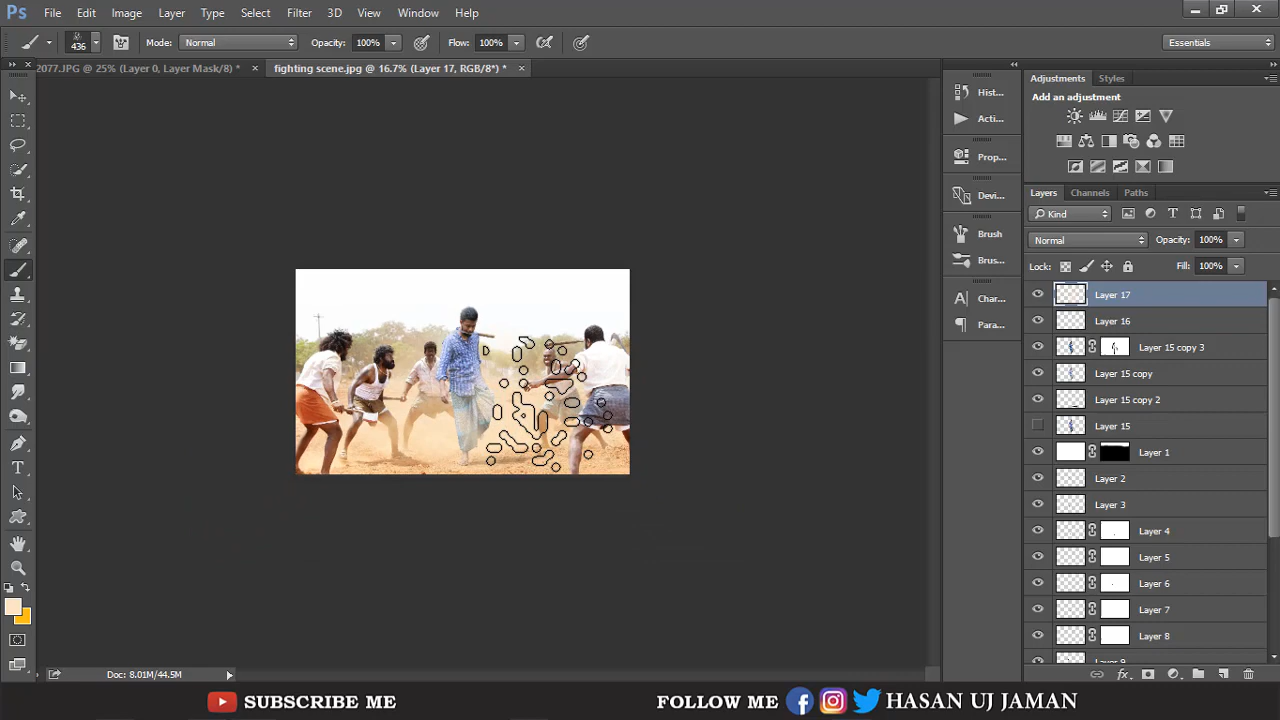 Ps File Edit Image Layer Type Select Filter 3D View Window Help
436 Mode: Normal Opacity: 100% Flow: 100% Essentials
2077.JPG @ 25% (Layer 0, Layer Mask/8) * × fighting scene.jpg @ 16.7% (Layer 17, RGB/8*) * ×
Hist...
Acti...
Prop...
Devi...
Brush
Brus...
Char...
Para...
Adjustments Styles
Add an adjustment
Layers Channels Paths
Kind
Normal Opacity: 100%
Lock: Fill: 100%
Layer 17
Layer 16
Layer 15 copy 3
Layer 15 copy
Layer 15 copy 2
Layer 15
Layer 1
Layer 2
Layer 3
Layer 4
Layer 5
Layer 6
Layer 7
Layer 8
Layer 9
Doc: 8.01M/44.5M
SUBSCRIBE ME FOLLOW ME HASAN UJ JAMAN